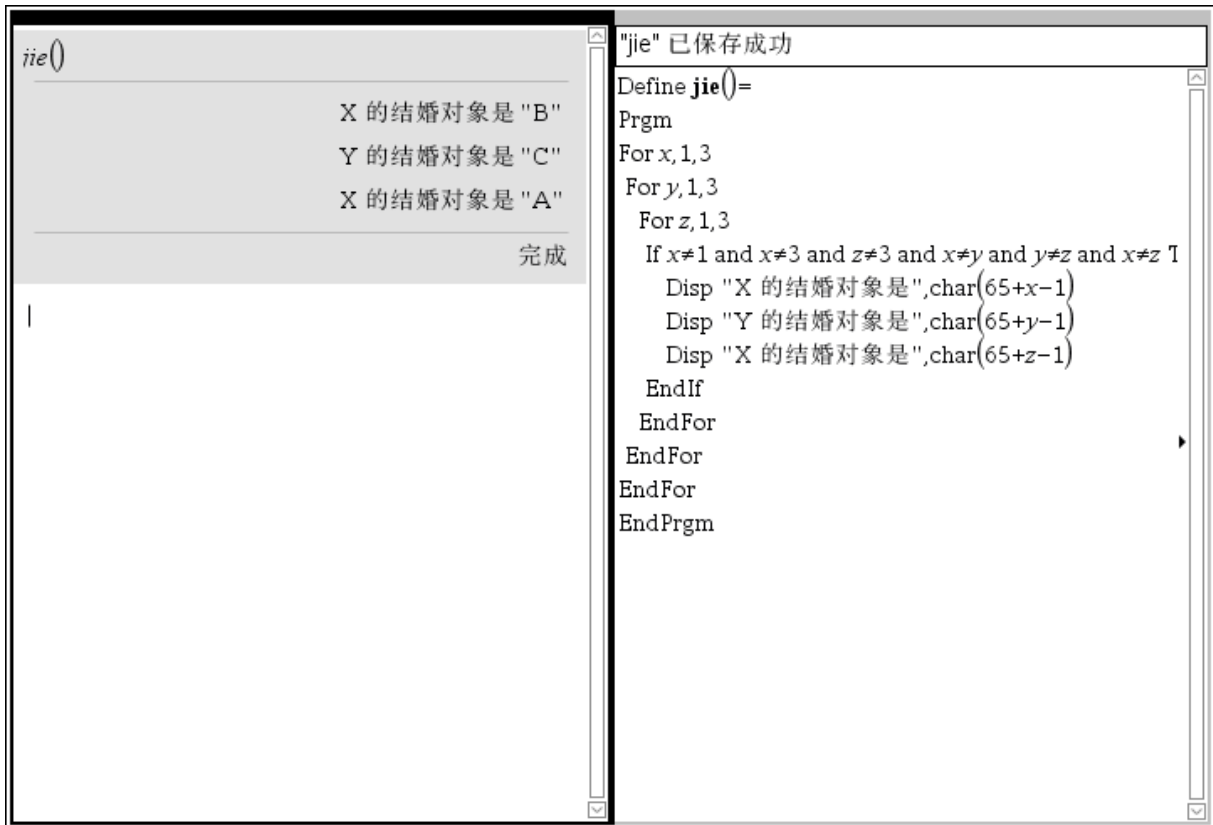 jie()
X 的结婚对象是 "B"
Y 的结婚对象是 "C"
X 的结婚对象是 "A"
完成
"jie" 已保存成功
Define jie()=
Prgm
For x,1,3
For y,1,3
For z,1,3
If x≠1 and x≠3 and z≠3 and x≠y and y≠z and x≠z T
Disp "X 的结婚对象是",char(65+x−1)
Disp "Y 的结婚对象是",char(65+y−1)
Disp "X 的结婚对象是",char(65+z−1)
EndIf
EndFor
EndFor
EndFor
EndPrgm